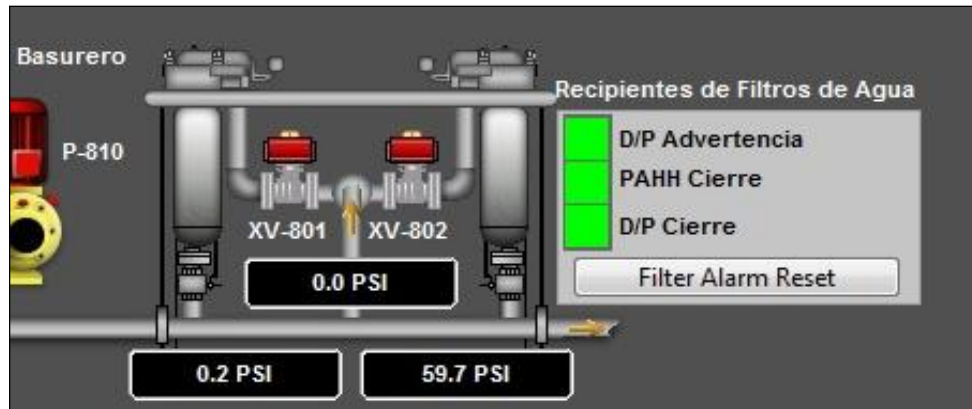 Basurero
Recipientes de Filtros de Agua
P-810
D/P Advertencia
PAHH Cierre
D/P Cierre
XV-801
XV-802
Filter Alarm Reset
0.0 PSI
0.2 PSI
59.7 PSI